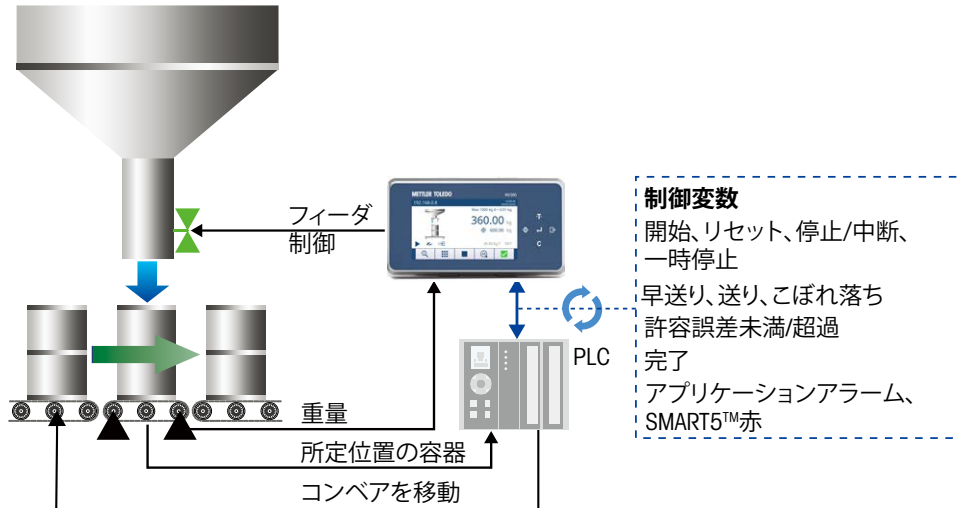 METTLER TOLEDO
360.00 kg
フィーダ
制御
制御変数
開始、リセット、停止/中断、
一時停止
早送り、送り、こぼれ落ち
許容誤差未満/超過
完了
アプリケーションアラーム、
SMART5™赤
PLC
重量
所定位置の容器
コンベアを移動